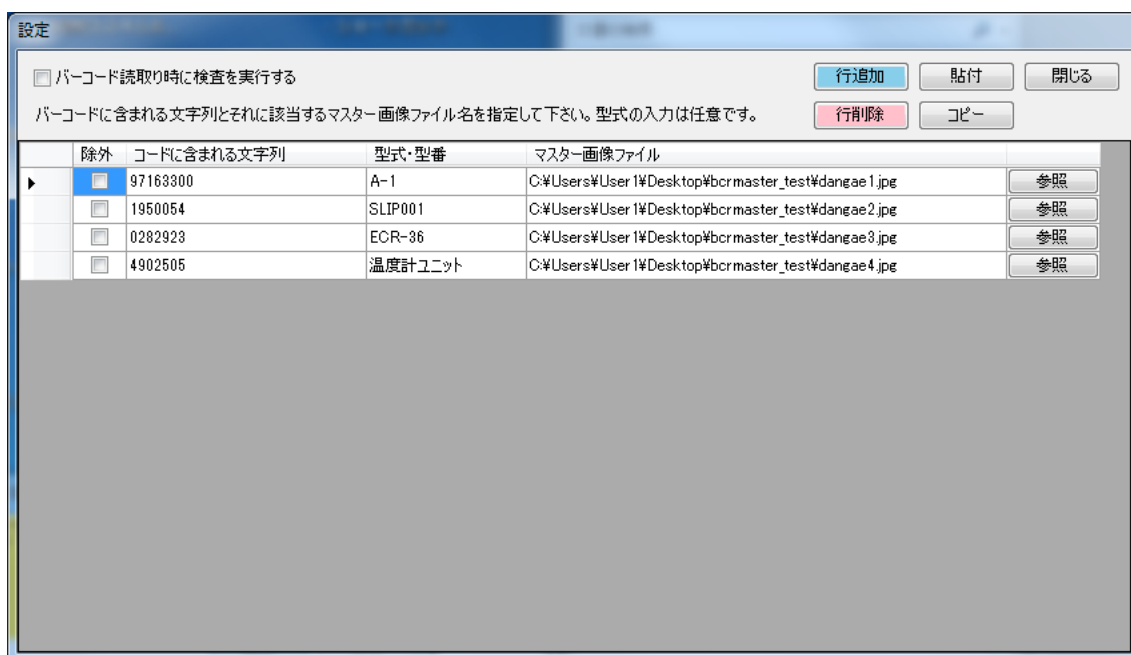 設定
バーコード読取り時に検査を実行する 行追加 貼付 閉じる
バーコードに含まれる文字列とそれに該当するマスター画像ファイル名を指定して下さい。型式の入力は任意です。 行削除 コピー
除外 コードに含まれる文字列 型式・型番 マスター画像ファイル
97163300 A-1 C:¥Users¥User1¥Desktop¥bcrmaster_test¥dangae1.jpg 参照
1950054 SLIP001 C:¥Users¥User1¥Desktop¥bcrmaster_test¥dangae2.jpg 参照
0282923 ECR-36 C:¥Users¥User1¥Desktop¥bcrmaster_test¥dangae3.jpg 参照
4902505 温度計ユニット C:¥Users¥User1¥Desktop¥bcrmaster_test¥dangae4.jpg 参照